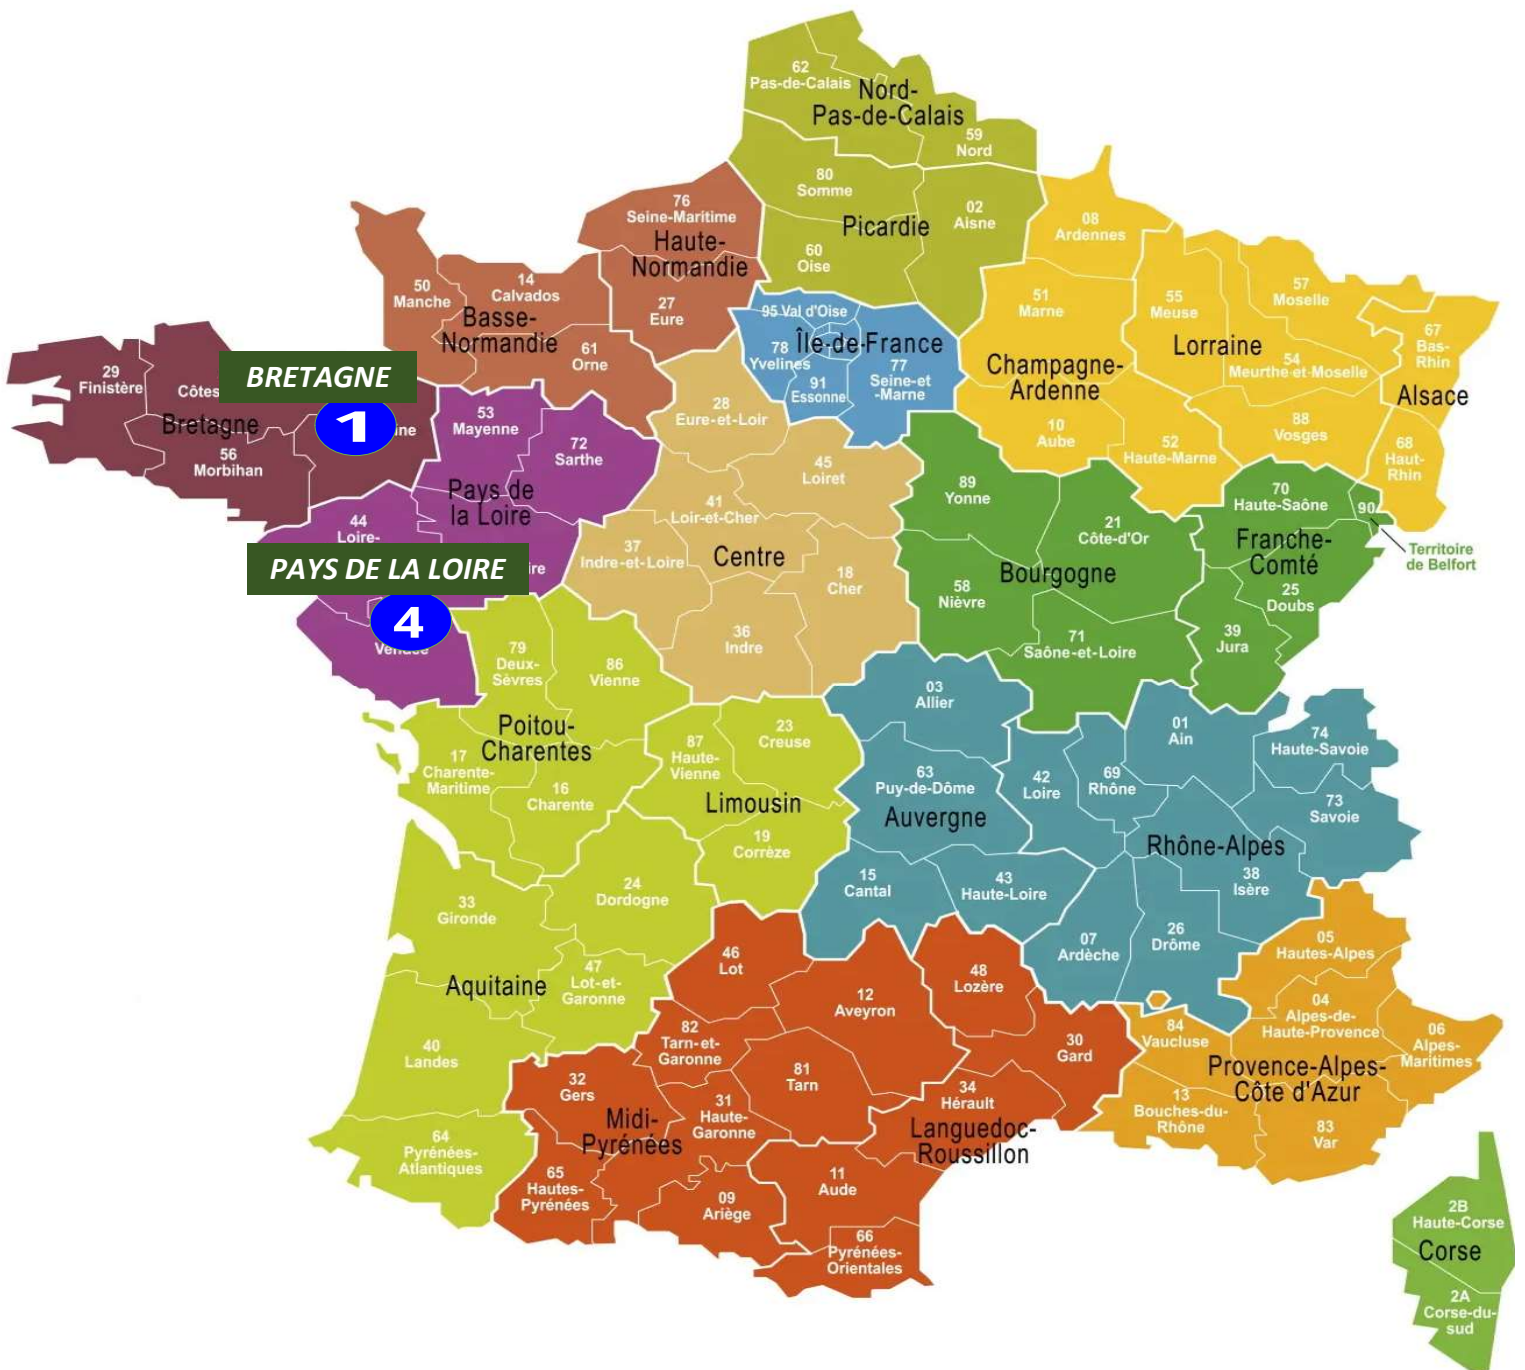 62
Pas-de-Calais
Nord-
Pas-de-Calais
59
Nord
80
Somme
02
Aisne
Picardie
60
Oise
76
Seine-Maritime
Haute-
Normandie
27
Eure
14
Calvados
50
Manche
Basse-
Normandie
61
Orne
08
Ardennes
51
Marne
Champagne-
Ardenne
10
Aube
52
Haute-Marne
55
Meuse
57
Moselle
Lorraine
54
Meurthe-et-Moselle
88
Vosges
67
Bas-
Rhin
Alsace
68
Haut-
Rhin
95 Val d'Oise
Île-de-France
78
Yvelines
91
Essonne
77
Seine-et
-Marne
29
Finistère
Côtes
BRETAGNE
1
ine
Bretagne
56
Morbihan
53
Mayenne
72
Sarthe
Pays de
la Loire
44
Loire-
PAYS DE LA LOIRE
ire
4
Vendée
28
Eure-et-Loir
45
Loiret
41
Loir-et-Cher
37
Indre-et-Loire
Centre
18
Cher
36
Indre
89
Yonne
21
Côte-d'Or
Bourgogne
58
Nièvre
71
Saône-et-Loire
70
Haute-Saône
90
Territoire
de Belfort
Franche-
Comté
25
Doubs
39
Jura
79
Deux-
Sèvres
86
Vienne
Poitou-
Charentes
17
Charente-
Maritime
16
Charente
87
Haute-
Vienne
23
Creuse
Limousin
19
Corrèze
03
Allier
63
Puy-de-Dôme
Auvergne
15
Cantal
43
Haute-Loire
01
Ain
74
Haute-Savoie
42
Loire
69
Rhône
73
Savoie
Rhône-Alpes
38
Isère
07
Ardèche
26
Drôme
24
Dordogne
33
Gironde
47
Lot-et-
Garonne
Aquitaine
40
Landes
64
Pyrénées-
Atlantiques
46
Lot
12
Aveyron
82
Tarn-et-
Garonne
81
Tarn
32
Gers
31
Haute-
Garonne
Midi-
Pyrénées
65
Hautes-
Pyrénées
09
Ariège
48
Lozère
30
Gard
34
Hérault
Languedoc-
Roussillon
11
Aude
66
Pyrénées-
Orientales
05
Hautes-Alpes
04
Alpes-de-
Haute-Provence
06
Alpes-
Maritimes
84
Vaucluse
Provence-Alpes-
Côte d'Azur
13
Bouches-du-
Rhône
83
Var
2B
Haute-Corse
Corse
2A
Corse-du-
sud